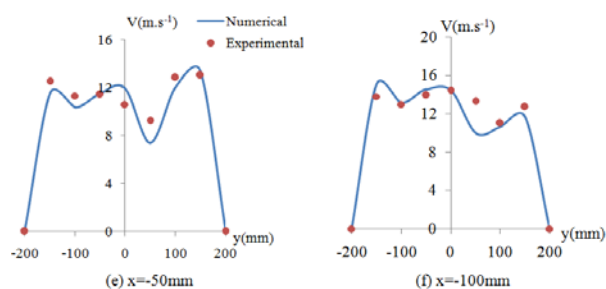 V(m.s⁻¹)
Numerical
Experimental
16
12
8
4
0
-200 -100 0 100 200
y(mm)
(e) x=-50mm
V(m.s⁻¹)
20
16
12
8
4
0
-200 -100 0 100 200
y(mm)
(f) x=-100mm